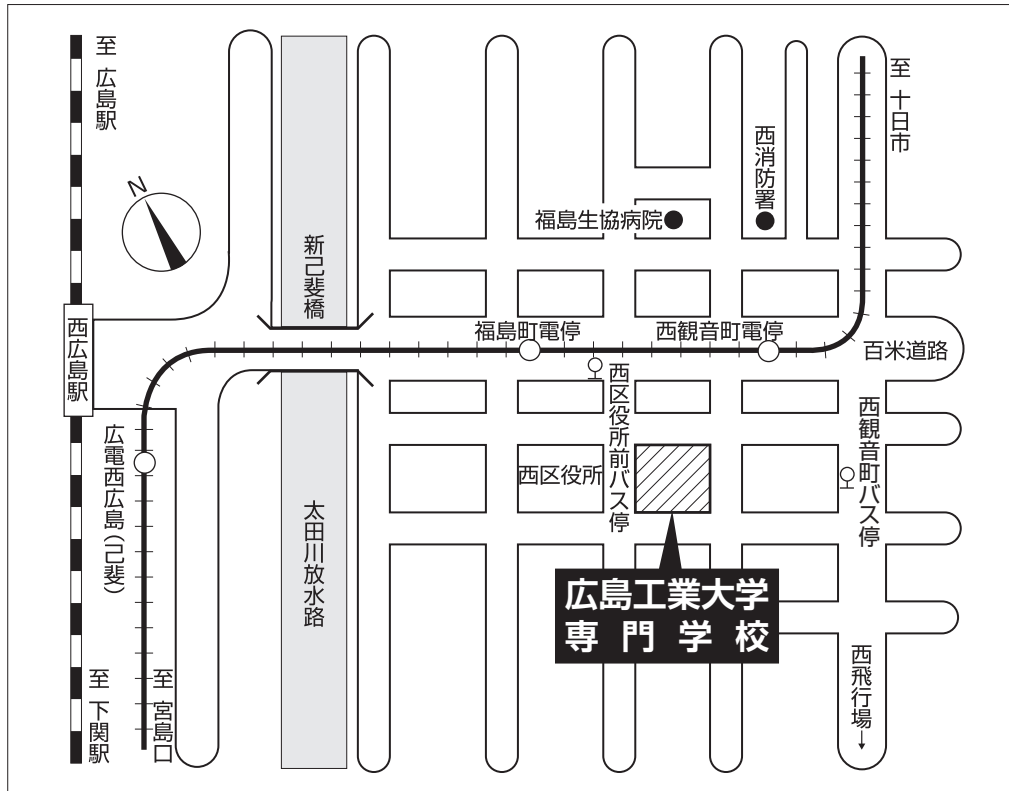 至 広島駅
N
西広島駅
広電西広島(己斐)
至 下関駅
至 宮島口
新己斐橋
太田川放水路
福島生協病院
西消防署
至 十日市
福島町電停
西観音町電停
百米道路
西区役所前バス停
西区役所
西観音町バス停
広島工業大学
専門学校
西飛行場→